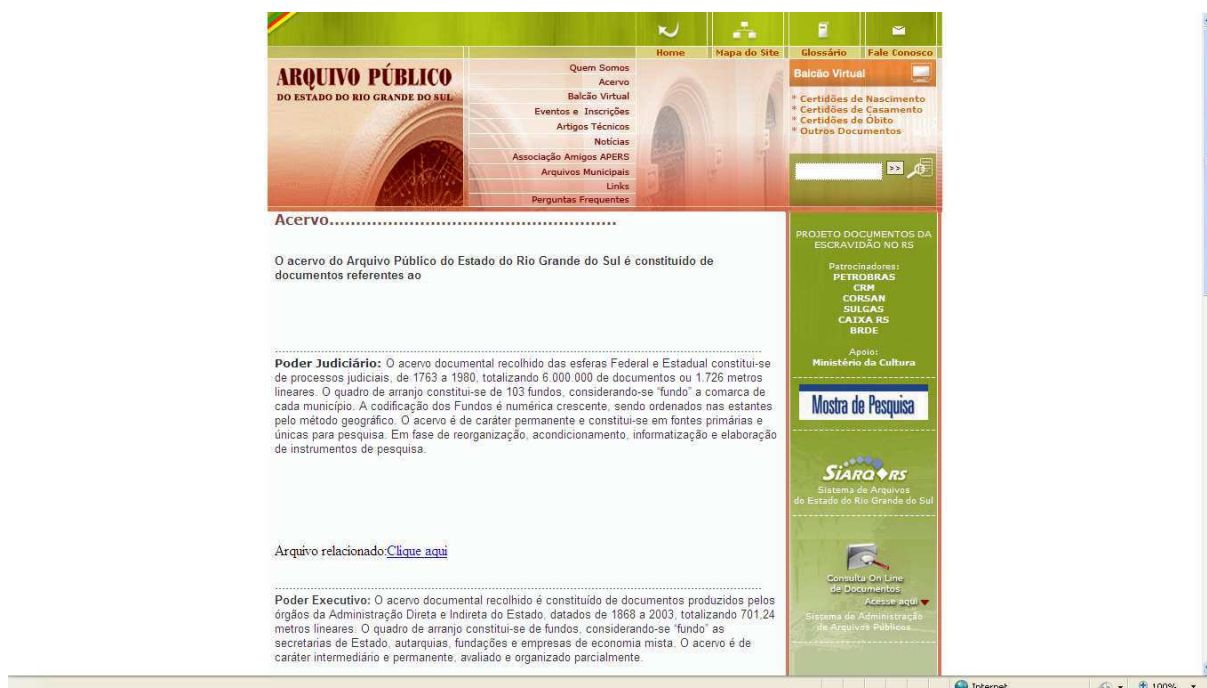 Home
Mapa do Site
Glossário
Fale Conosco
ARQUIVO PÚBLICO
DO ESTADO DO RIO GRANDE DO SUL
Quem Somos
Acervo
Balcão Virtual
Eventos e Inscrições
Artigos Técnicos
Notícias
Associação Amigos APERS
Arquivos Municipais
Links
Perguntas Frequentes
Balcão Virtual
* Certidões de Nascimento
* Certidões de Casamento
* Certidões de Óbito
* Outros Documentos
>>
Acervo......................................................
O acervo do Arquivo Público do Estado do Rio Grande do Sul é constituído de
documentos referentes ao
Poder Judiciário: O acervo documental recolhido das esferas Federal e Estadual constitui-se
de processos judiciais, de 1763 a 1980, totalizando 6.000.000 de documentos ou 1.726 metros
lineares. O quadro de arranjo constitui-se de 103 fundos, considerando-se "fundo" a comarca de
cada município. A codificação dos Fundos é numérica crescente, sendo ordenados nas estantes
pelo método geográfico. O acervo é de caráter permanente e constitui-se em fontes primárias e
únicas para pesquisa. Em fase de reorganização, acondicionamento, informatização e elaboração
de instrumentos de pesquisa.
Arquivo relacionado:Clique aqui
Poder Executivo: O acervo documental recolhido é constituído de documentos produzidos pelos
órgãos da Administração Direta e Indireta do Estado, datados de 1868 a 2003, totalizando 701,24
metros lineares. O quadro de arranjo constitui-se de fundos, considerando-se "fundo" as
secretarias de Estado, autarquias, fundações e empresas de economia mista. O acervo é de
caráter intermediário e permanente, avaliado e organizado parcialmente.
PROJETO DOCUMENTOS DA
ESCRAVIDÃO NO RS
Patrocinadores:
PETROBRAS
CRM
CORSAN
SULGAS
CAIXA RS
BRDE
Apoio:
Ministério da Cultura
Mostra de Pesquisa
SIARQ RS
Sistema de Arquivos
do Estado do Rio Grande do Sul
Consulta On Line
de Documentos
Acesse aqui
Sistema de Administração
de Arquivos Públicos
Internet
100%